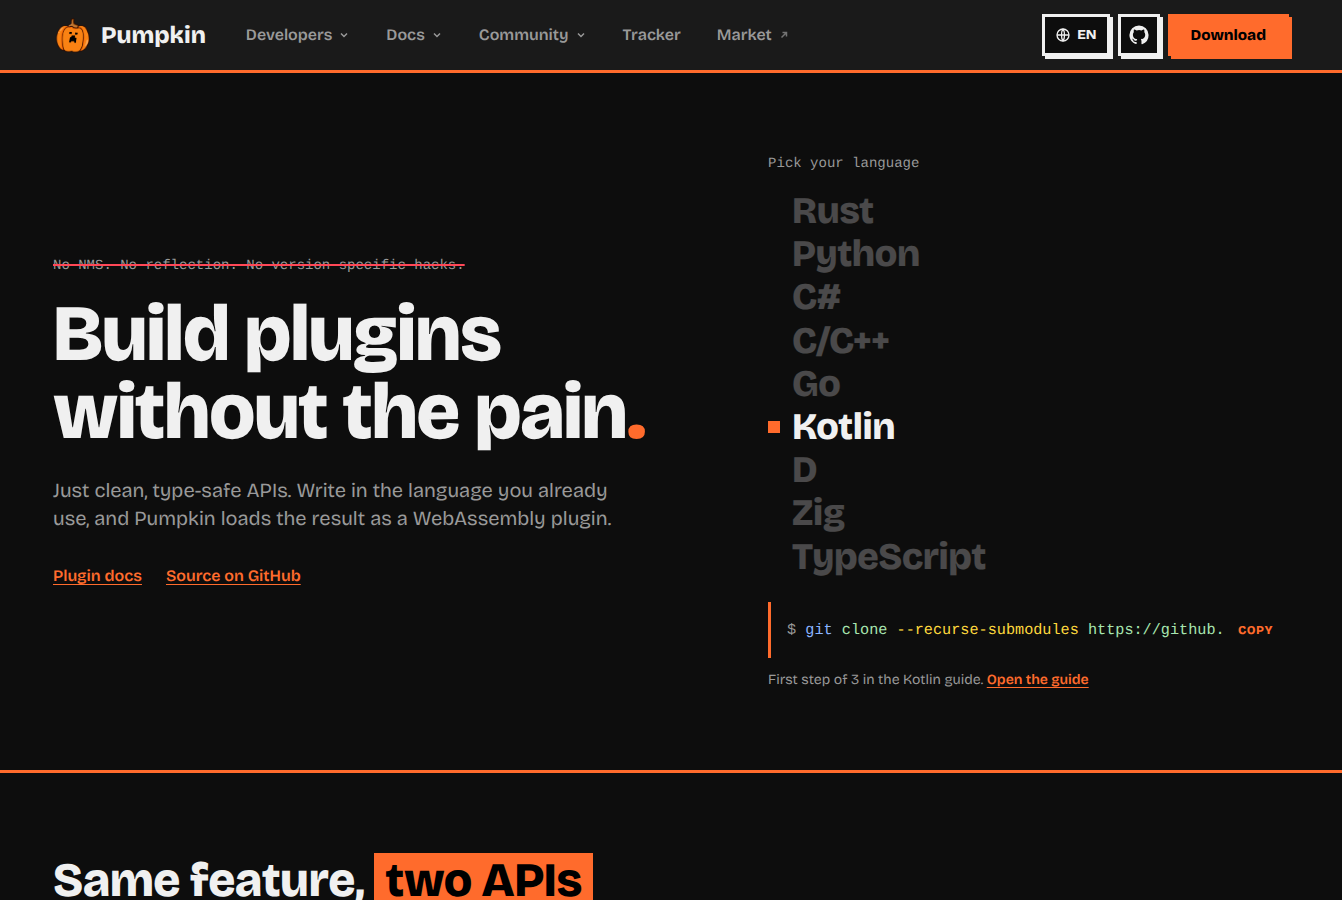 Pumpkin
Developers
Docs
Community
Tracker
Market
EN
Download
No NMS. No reflection. No version-specific hacks.
Build plugins
without the pain.
Just clean, type-safe APIs. Write in the language you already
use, and Pumpkin loads the result as a WebAssembly plugin.
Plugin docs
Source on GitHub
Pick your language
Rust
Python
C#
C/C++
Go
Kotlin
D
Zig
TypeScript
$ git clone --recurse-submodules https://github.
COPY
First step of 3 in the Kotlin guide. Open the guide
Same feature, two APIs